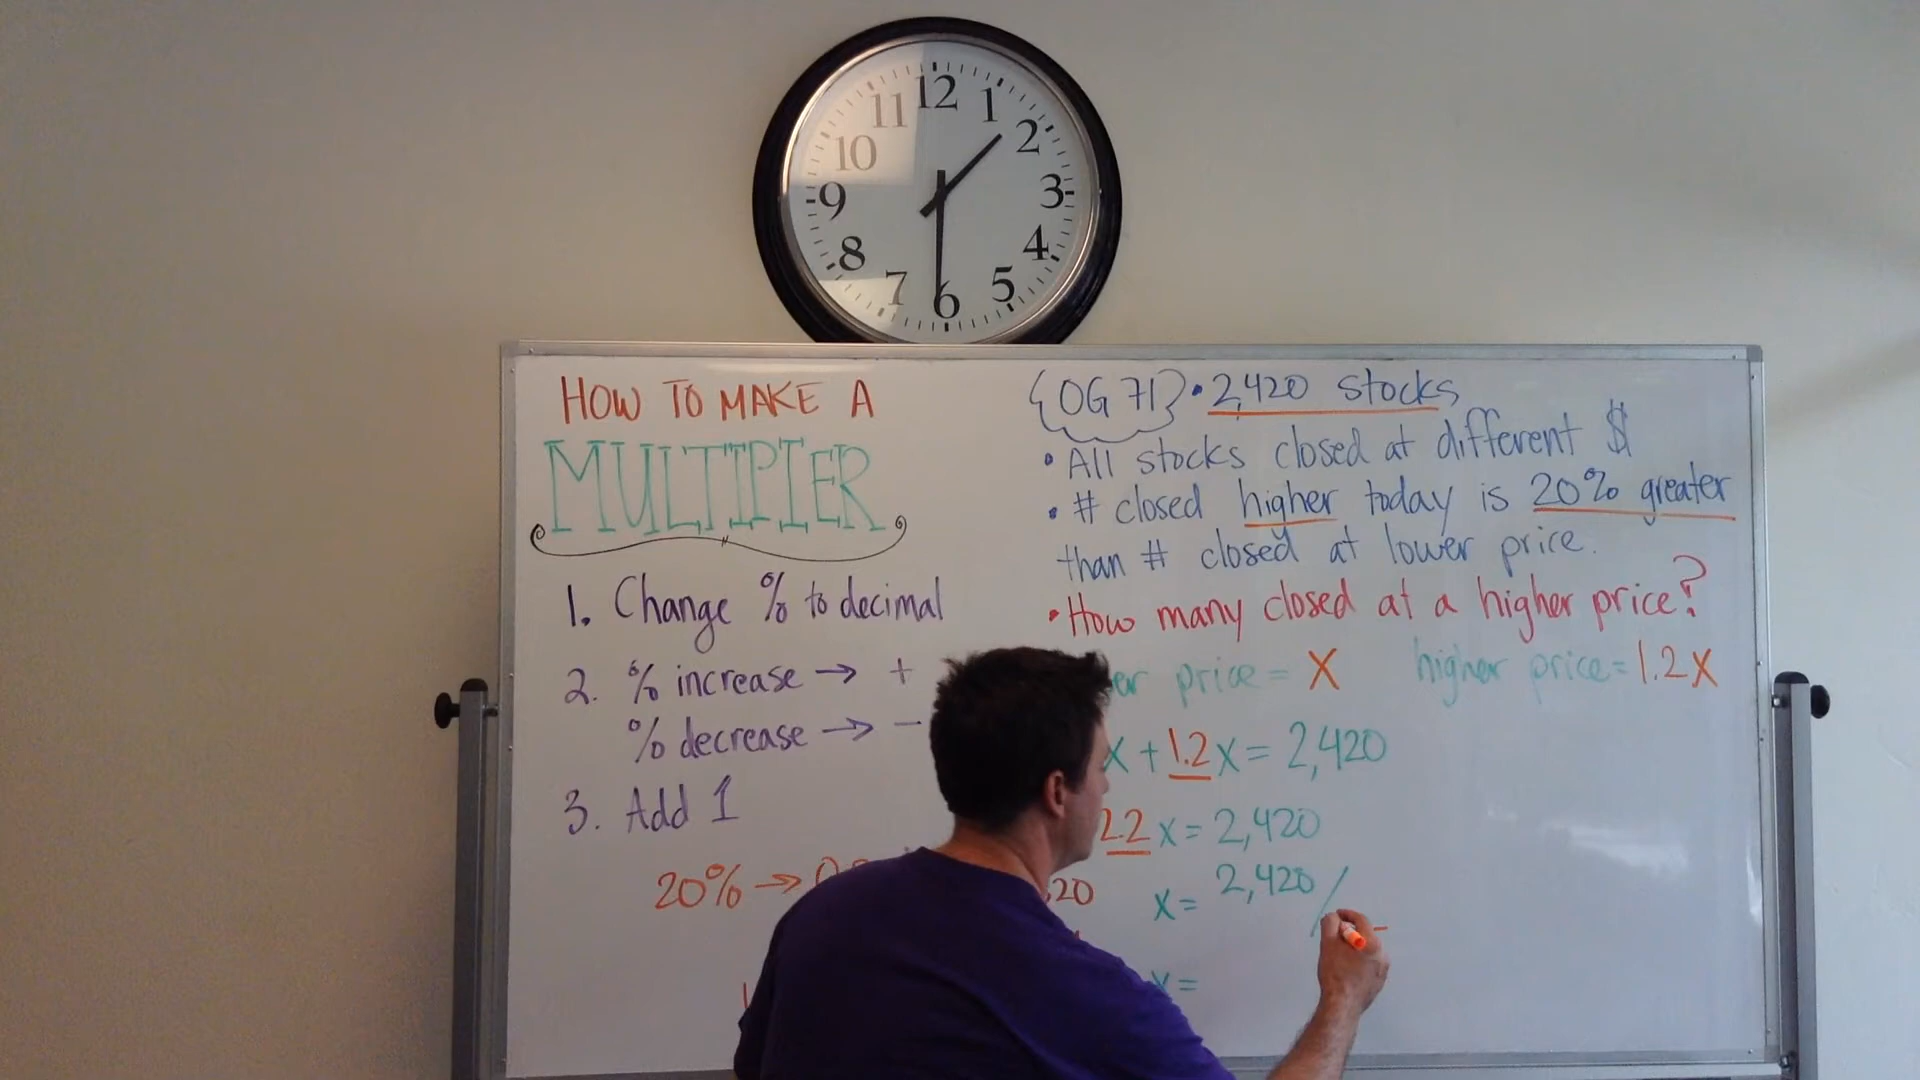 12
11 1
10 2
9 3
8 4
7 5
6
HOW TO MAKE A
MULTIPIER
1. Change % to decimal
2. % increase → +
% decrease → -
3. Add 1
20% →
{OG 71} • 2,420 stocks
• All stocks closed at different $
• # closed higher today is 20% greater
than # closed at lower price.
• How many closed at a higher price?
price = X higher price = 1.2X
X + 1.2X = 2,420
2.2X = 2,420
X = 2,420 /
X =